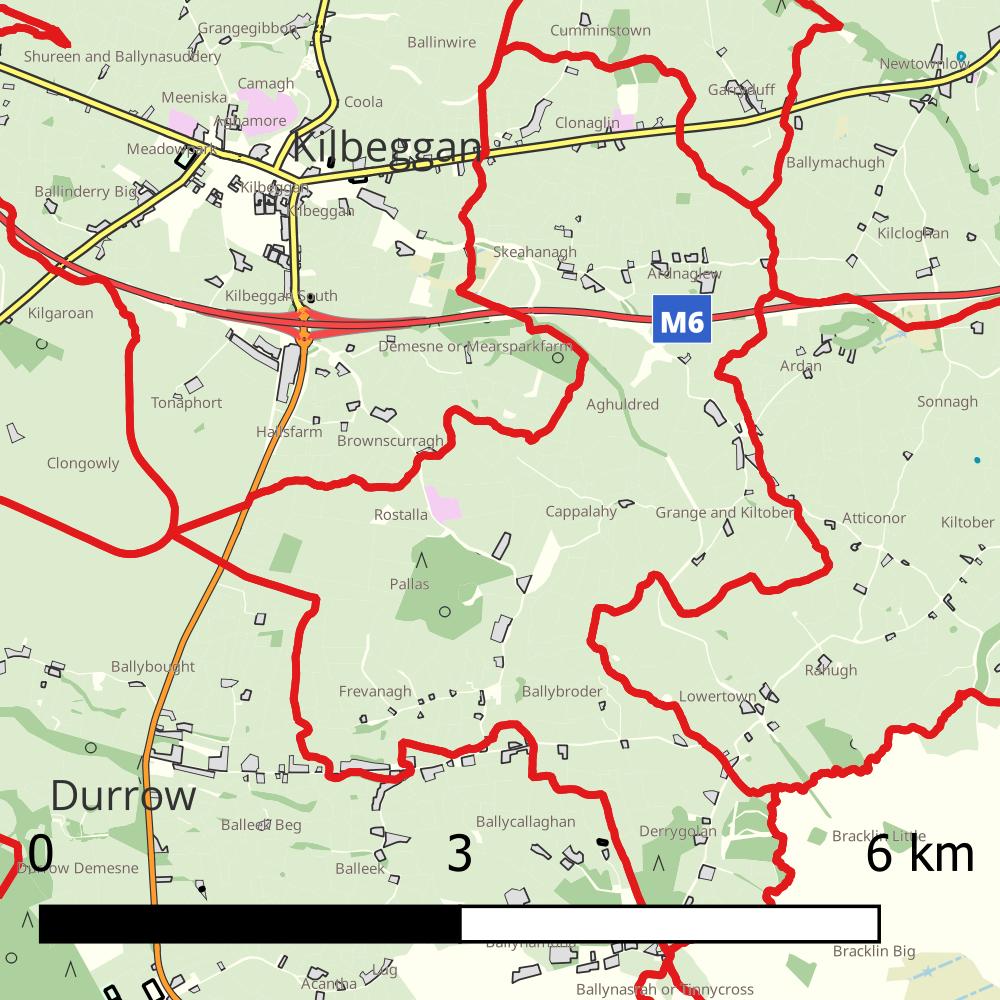 Grangegibbon
Cumminstown
Ballinwire
Shureen and Ballynasuddery
Newtownlow
Camagh
Garryduff
Meeniska
Coola
Aghamore
Clonaglin
Meadowpark
Kilbeggan
Ballymachugh
Ballinderry Big
Kilbeggan
Kilbeggan
Kilcloghan
Skeahanagh
Ardnaglew
Kilbeggan South
Kilgaroan
M6
Demesne or Mearsparkfarm
Ardan
Tonaphort
Aghuldred
Sonnagh
Hallsfarm
Brownscurragh
Clongowly
Rostalla
Cappalahy
Grange and Kiltober
Atticonor
Kiltober
Pallas
Ballybought
Rahugh
Frevanagh
Ballybroder
Lowertown
Durrow
Balleek Beg
Ballycallaghan
Derrygolan
Bracklin Little
0
3
6 km
Durrow Demesne
Balleek
Bracklin Big
Lug
Acantha
Ballynasrah or Tinnycross